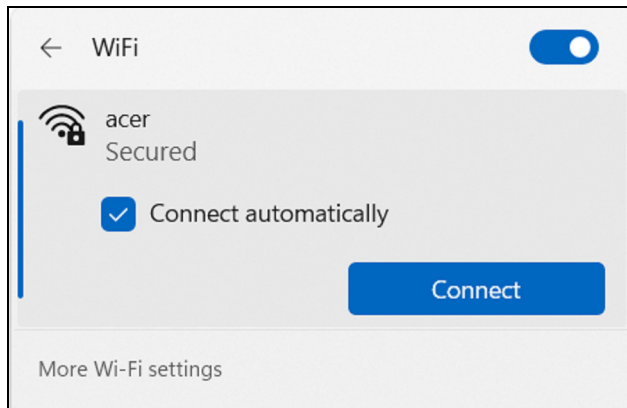 WiFi
acer
Secured
Connect automatically
Connect
More Wi-Fi settings